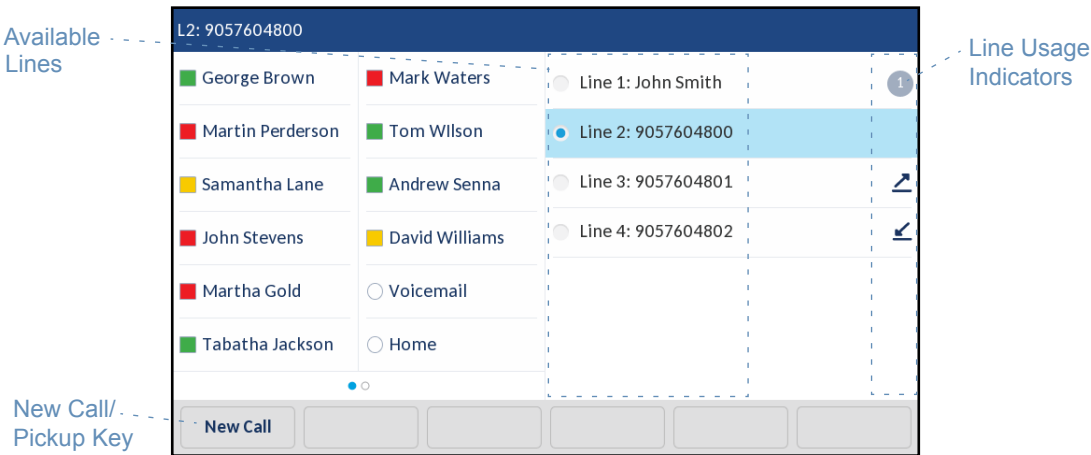 L2: 9057604800
Available
Lines
Line Usage
Indicators
George Brown
Mark Waters
Line 1: John Smith
1
Martin Perderson
Tom WIlson
Line 2: 9057604800
Samantha Lane
Andrew Senna
Line 3: 9057604801
John Stevens
David Williams
Line 4: 9057604802
Martha Gold
Voicemail
Tabatha Jackson
Home
New Call/
Pickup Key
New Call